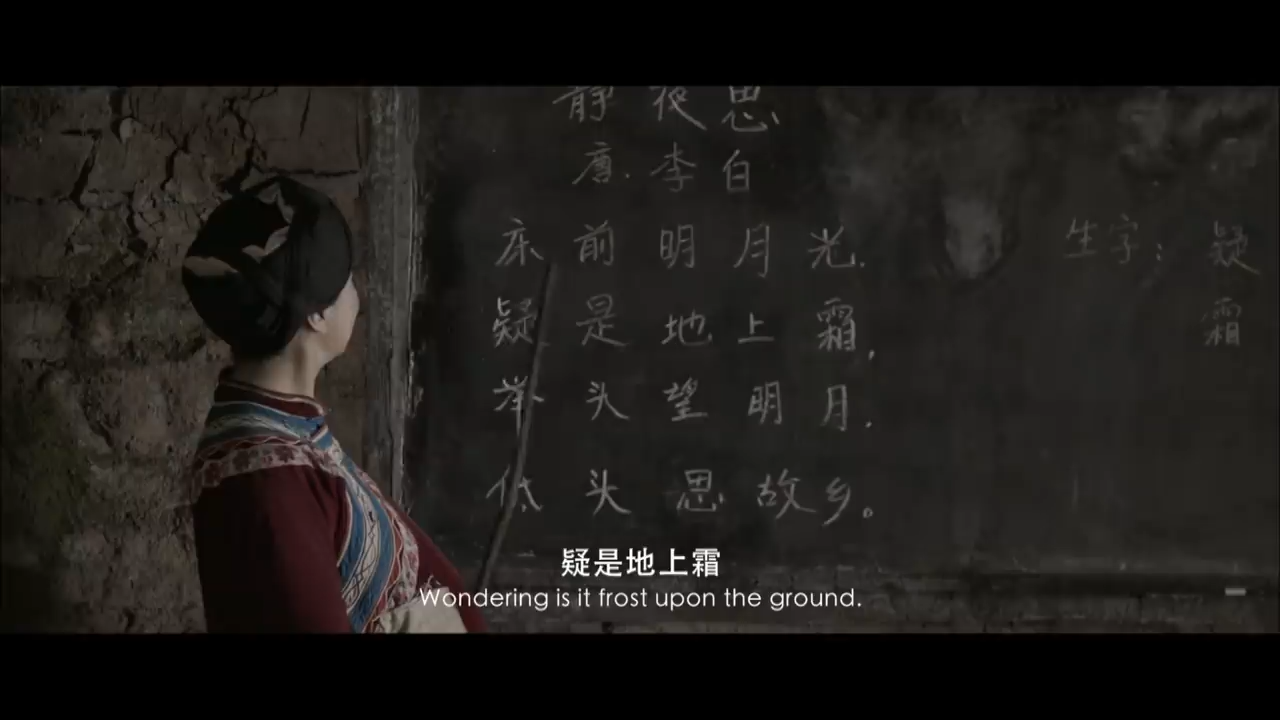 静夜思
唐.李白
床前明月光.
疑是地上霜,
举头望明月.
低头思故乡。
生字: 疑
霜
疑是地上霜
Wondering is it frost upon the ground.